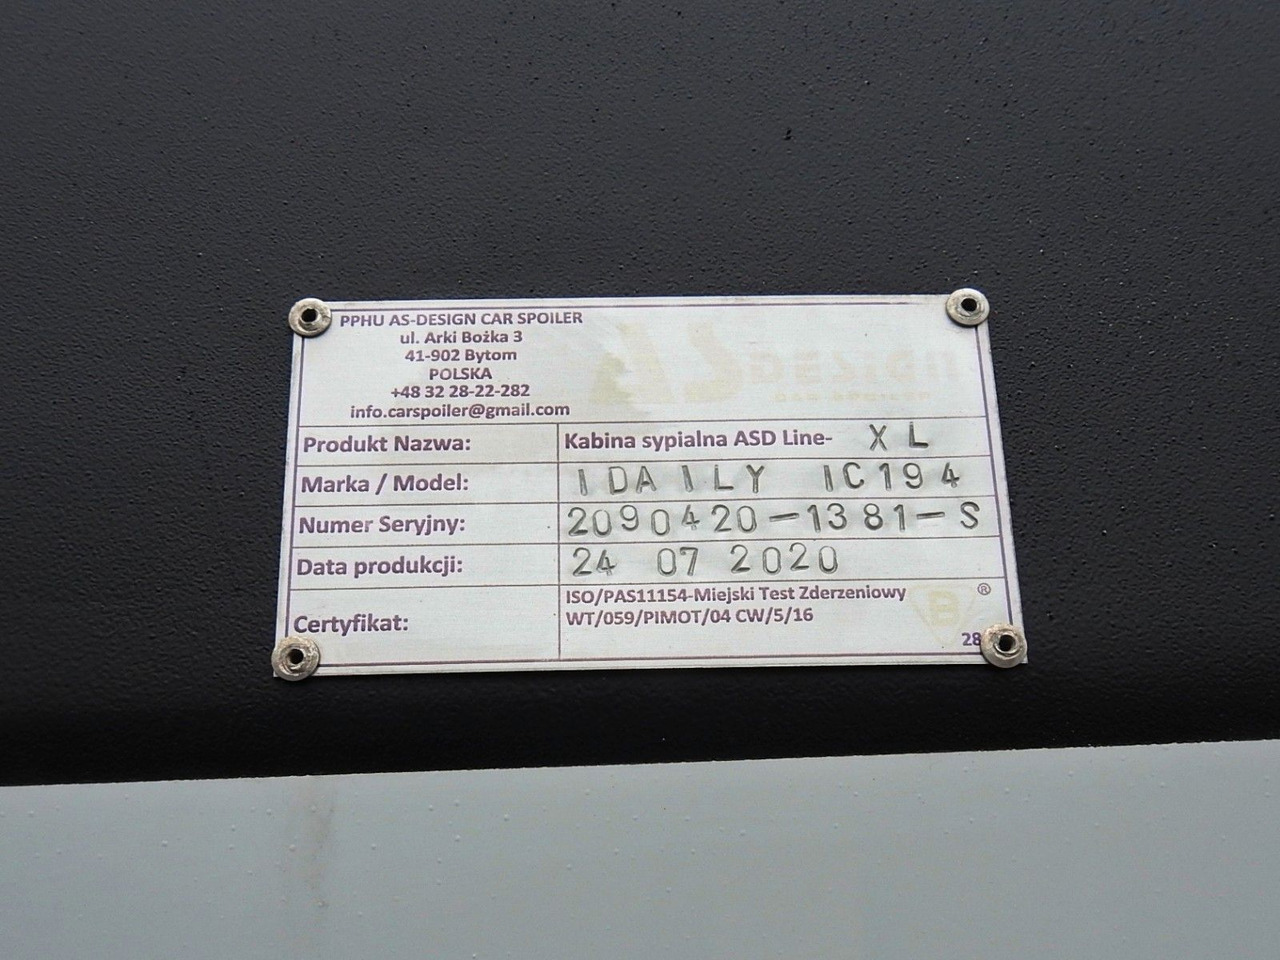 PPHU AS-DESIGN CAR SPOILER
ul. Arki Bożka 3
41-902 Bytom
POLSKA
+48 32 28-22-282
info.carspoiler@gmail.com
Produkt Nazwa: Kabina sypialna ASD Line- XL
Marka / Model: IDAILY IC194
Numer Seryjny: 2090420-1381-S
Data produkcji: 24 07 2020
Certyfikat: ISO/PAS11154-Miejski Test Zderzeniowy
WT/059/PIMOT/04 CW/5/16
B ®
28